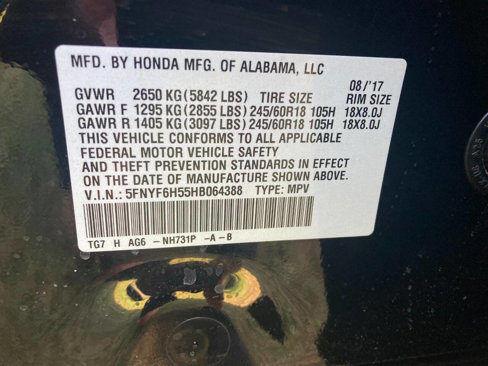 MFD. BY HONDA MFG. OF ALABAMA, LLC
08/'17
GVWR 2650 KG(5842 LBS) TIRE SIZE RIM SIZE
GAWR F 1295 KG(2855 LBS) 245/60R18 105H 18X8.0J
GAWR R 1405 KG(3097 LBS) 245/60R18 105H 18X8.0J
THIS VEHICLE CONFORMS TO ALL APPLICABLE
FEDERAL MOTOR VEHICLE SAFETY
AND THEFT PREVENTION STANDARDS IN EFFECT
ON THE DATE OF MANUFACTURE SHOWN ABOVE.
V.I.N.: 5FNYF6H55HB064388 TYPE: MPV
TG7 H AG6 -NH731P -A-B